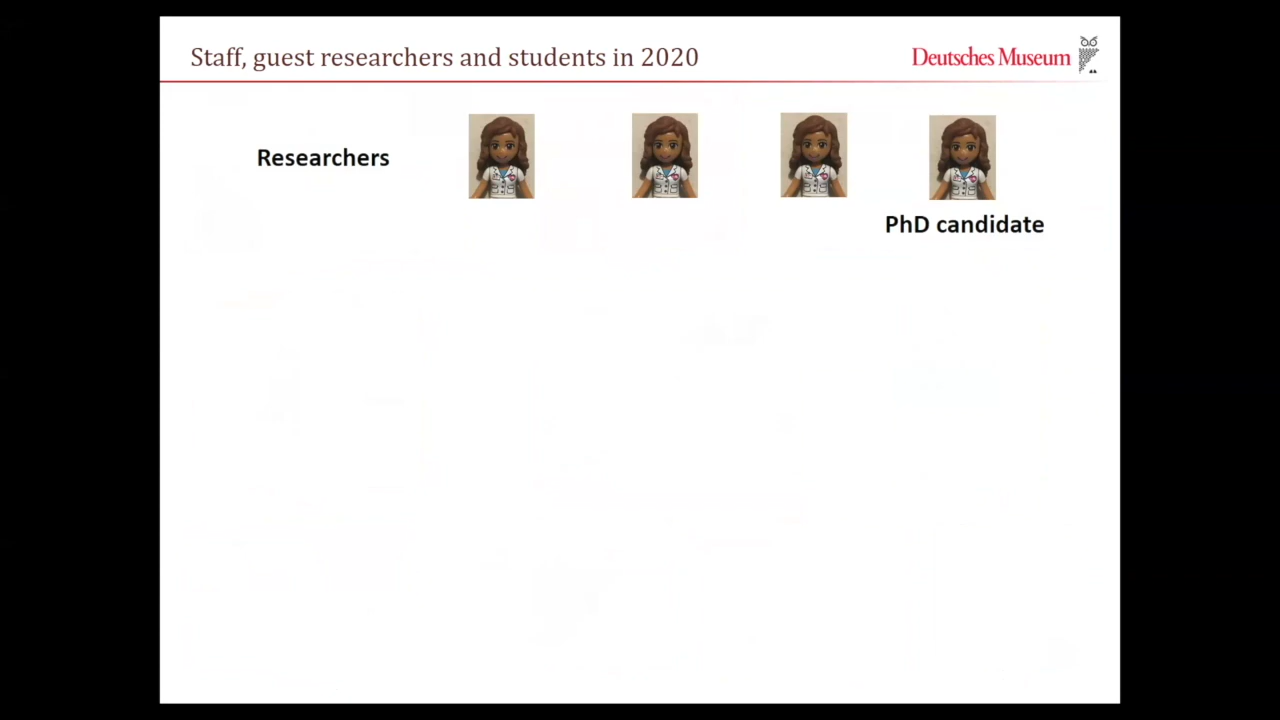 Staff, guest researchers and students in 2020
Deutsches Museum
Researchers
PhD candidate